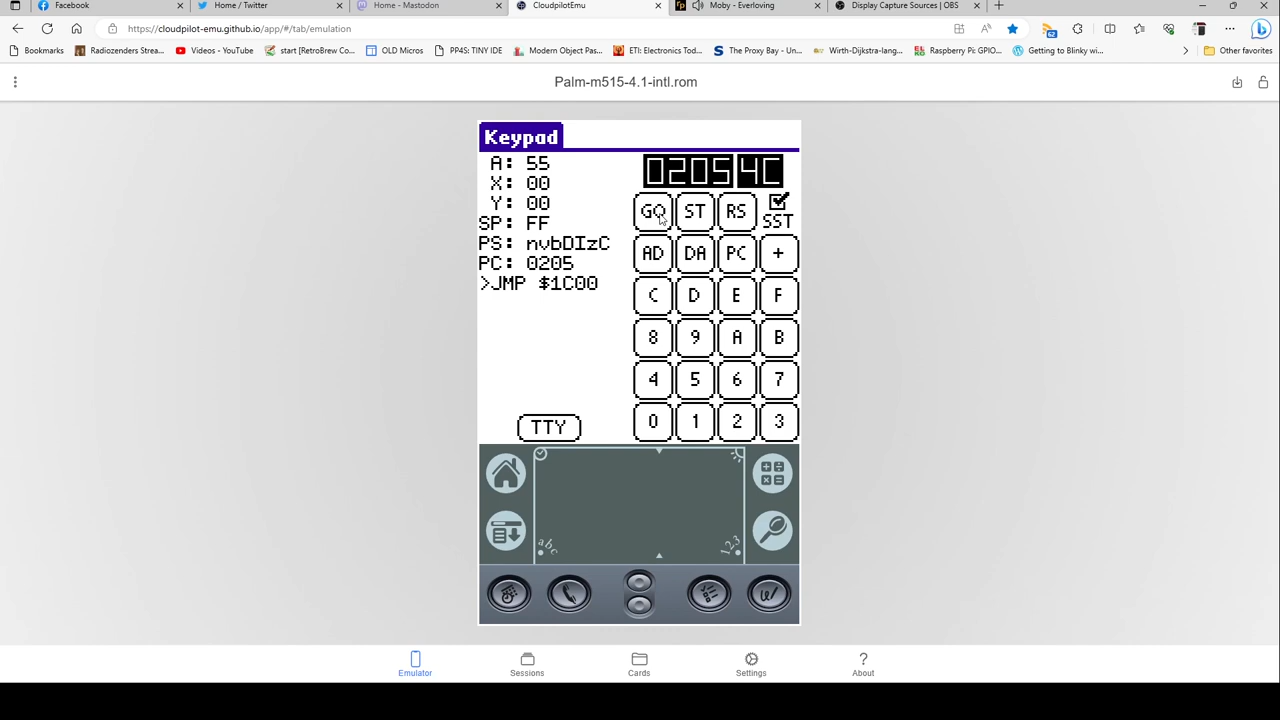 Facebook
Home / Twitter
Home - Mastodon
CloudpilotEmu
Moby - Everloving
Display Capture Sources | OBS
https://cloudpilot-emu.github.io/app/#/tab/emulation
Bookmarks
Radiozenders Strea...
Videos - YouTube
start [RetroBrew Co...
OLD Micros
PP4S: TINY IDE
Modern Object Pas...
ETI: Electronics Tod...
The Proxy Bay - Un...
Wirth-Dijkstra-lang...
Raspberry Pi: GPIO...
Getting to Blinky wi...
Other favorites
Palm-m515-4.1-intl.rom
Keypad
A: 55
X: 00
Y: 00
SP: FF
PS: nvbDIzC
PC: 0205
>JMP $1C00
TTY
0205 4C
GO ST RS SST
AD DA PC +
C D E F
8 9 A B
4 5 6 7
0 1 2 3
abc
123
Emulator
Sessions
Cards
Settings
About